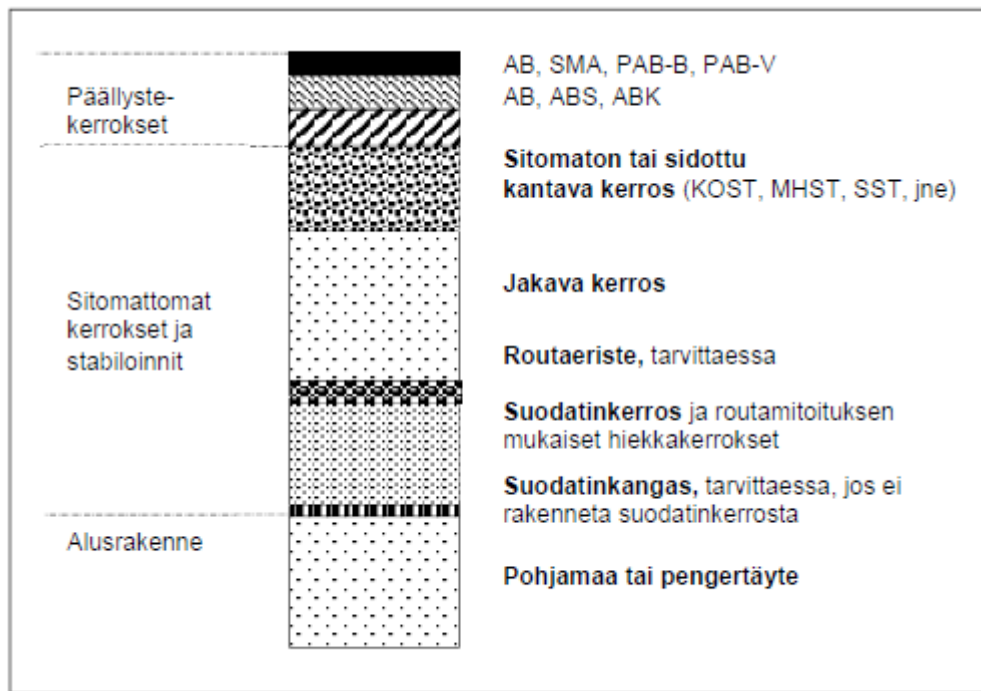 AB, SMA, PAB-B, PAB-V
AB, ABS, ABK
Päällyste-
kerrokset
Sitomaton tai sidottu
kantava kerros (KOST, MHST, SST, jne)
Jakava kerros
Sitomattomat
kerrokset ja
stabiloinnit
Routaeriste, tarvittaessa
Suodatinkerros ja routamitoituksen
mukaiset hiekkakerrokset
Suodatinkangas, tarvittaessa, jos ei
rakenneta suodatinkerrosta
Alusrakenne
Pohjamaa tai pengertäyte